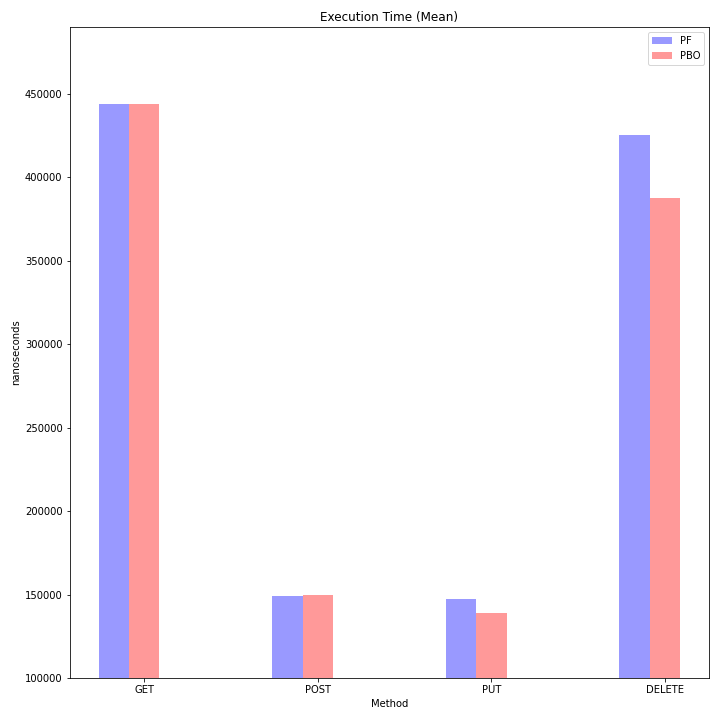 Execution Time (Mean)
PF
PBO
450000
400000
350000
300000
250000
200000
150000
100000
nanoseconds
GET
POST
PUT
DELETE
Method